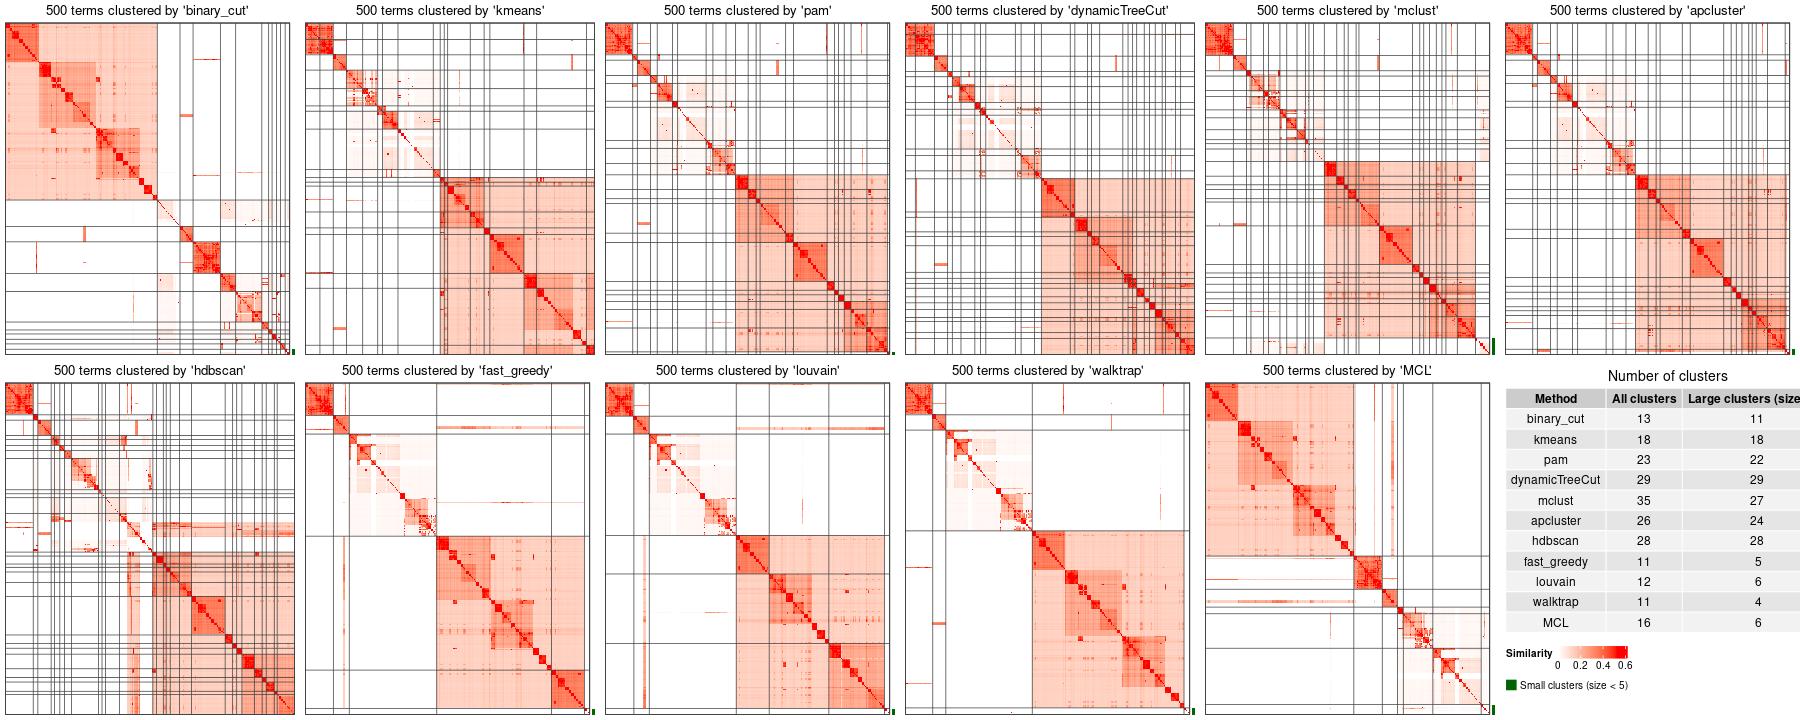 500 terms clustered by 'binary_cut'
500 terms clustered by 'kmeans'
500 terms clustered by 'pam'
500 terms clustered by 'dynamicTreeCut'
500 terms clustered by 'mclust'
500 terms clustered by 'apcluster'
500 terms clustered by 'hdbscan'
500 terms clustered by 'fast_greedy'
500 terms clustered by 'louvain'
500 terms clustered by 'walktrap'
500 terms clustered by 'MCL'
Number of clusters
Method All clusters Large clusters (size
binary_cut 13 11
kmeans 18 18
pam 23 22
dynamicTreeCut 29 29
mclust 35 27
apcluster 26 24
hdbscan 28 28
fast_greedy 11 5
louvain 12 6
walktrap 11 4
MCL 16 6
Similarity
0 0.2 0.4 0.6
Small clusters (size < 5)